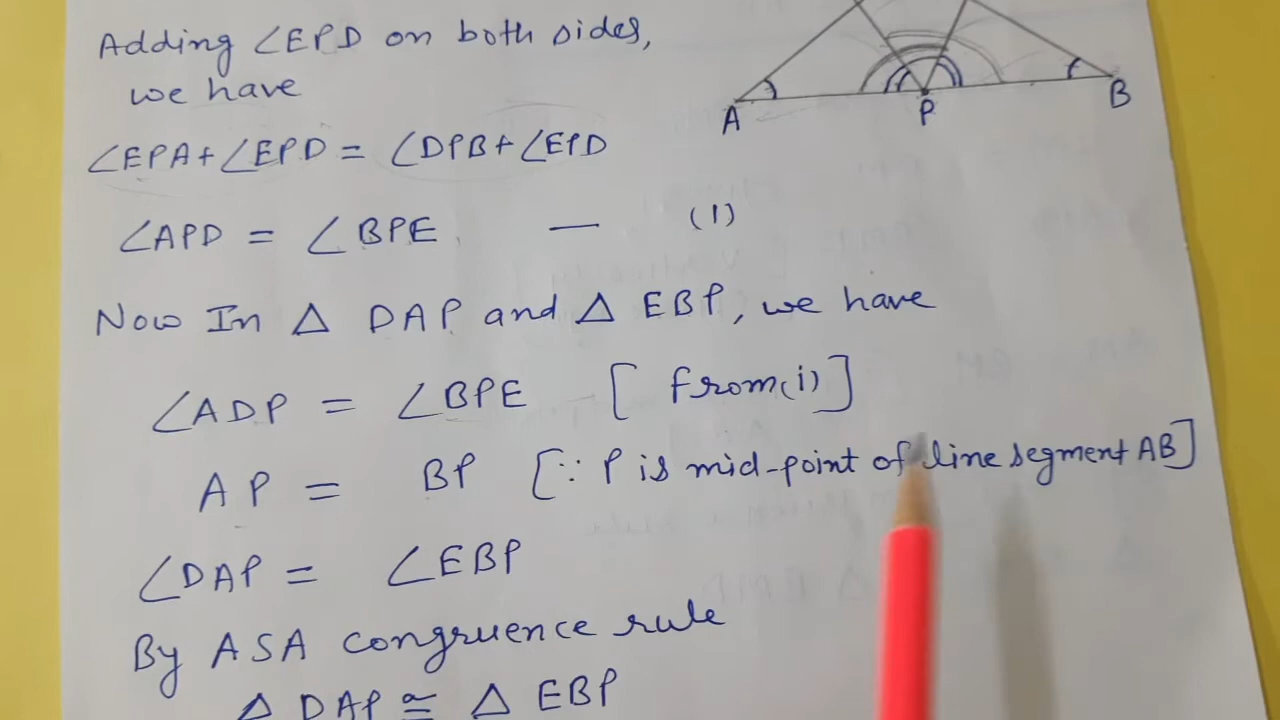 Adding ∠EPD on both sides,
we have
∠EPA+∠EPD = ∠DPB+∠EPD
∠APD = ∠BPE — (1)
Now In △ DAP and △ EBP, we have
∠ADP = ∠BPE [from(i)]
AP = BP [∵ P is mid-point of line segment AB]
∠DAP = ∠EBP
By ASA congruence rule
△ DAP ≅ △ EBP
A P B